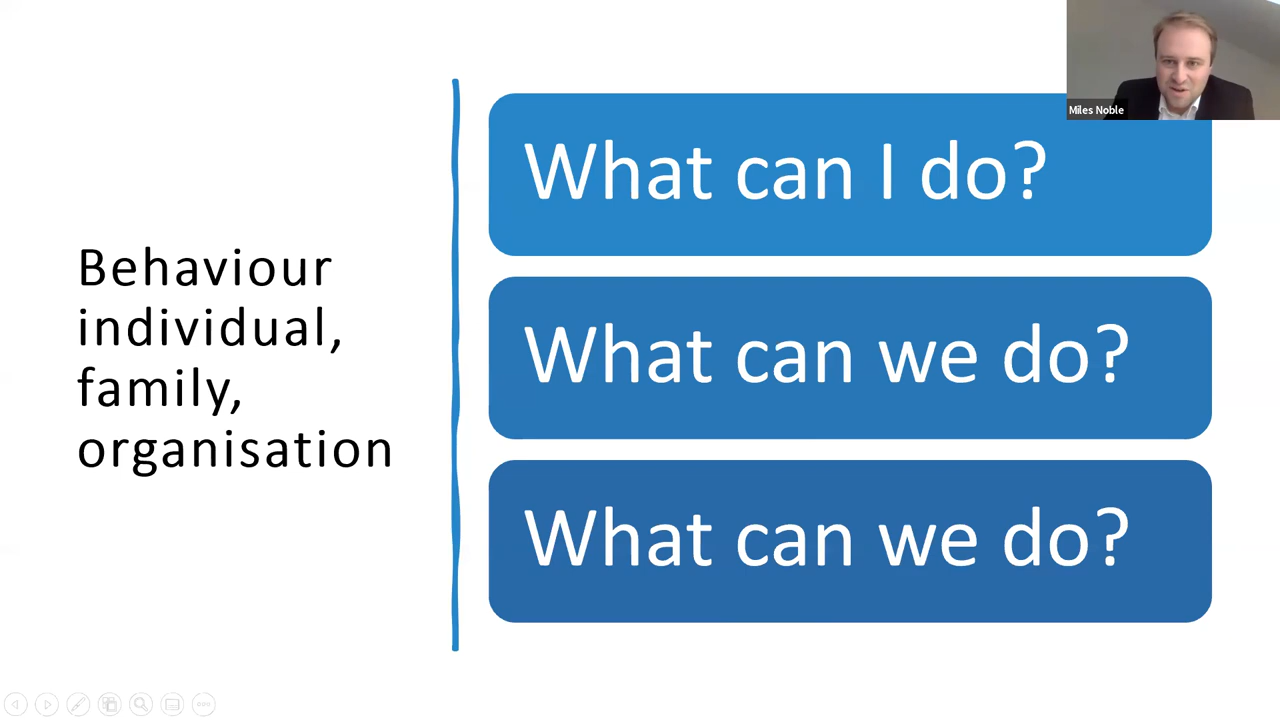 Behaviour
individual,
family,
organisation
What can I do?
What can we do?
What can we do?
Miles Noble